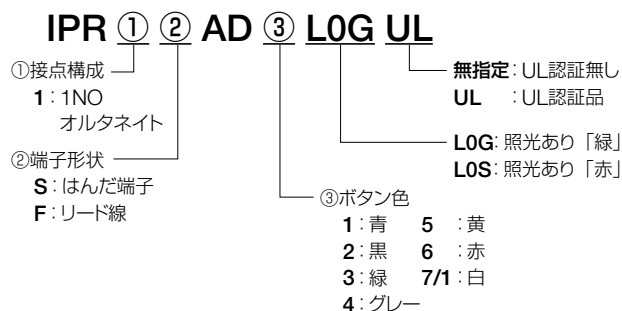 IPR ① ② AD ③ L0G UL
①接点構成
1：1NO
オルタネイト
②端子形状
S：はんだ端子
F：リード線
無指定：UL認証無し
UL ：UL認証品
L0G：照光あり「緑」
L0S：照光あり「赤」
③ボタン色
1：青 5 ：黄
2：黒 6 ：赤
3：緑 7/1：白
4：グレー